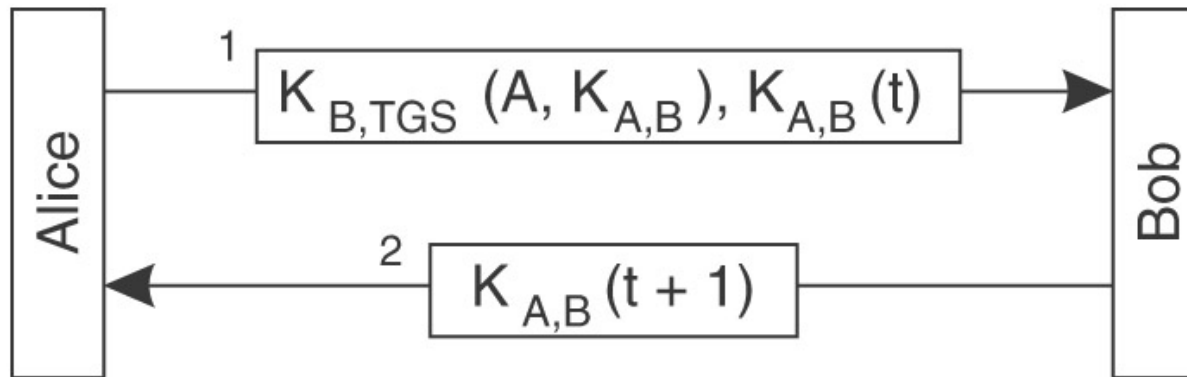 Alice
1
K B,TGS (A, K A,B ), K A,B (t)
2
K A,B (t + 1)
Bob